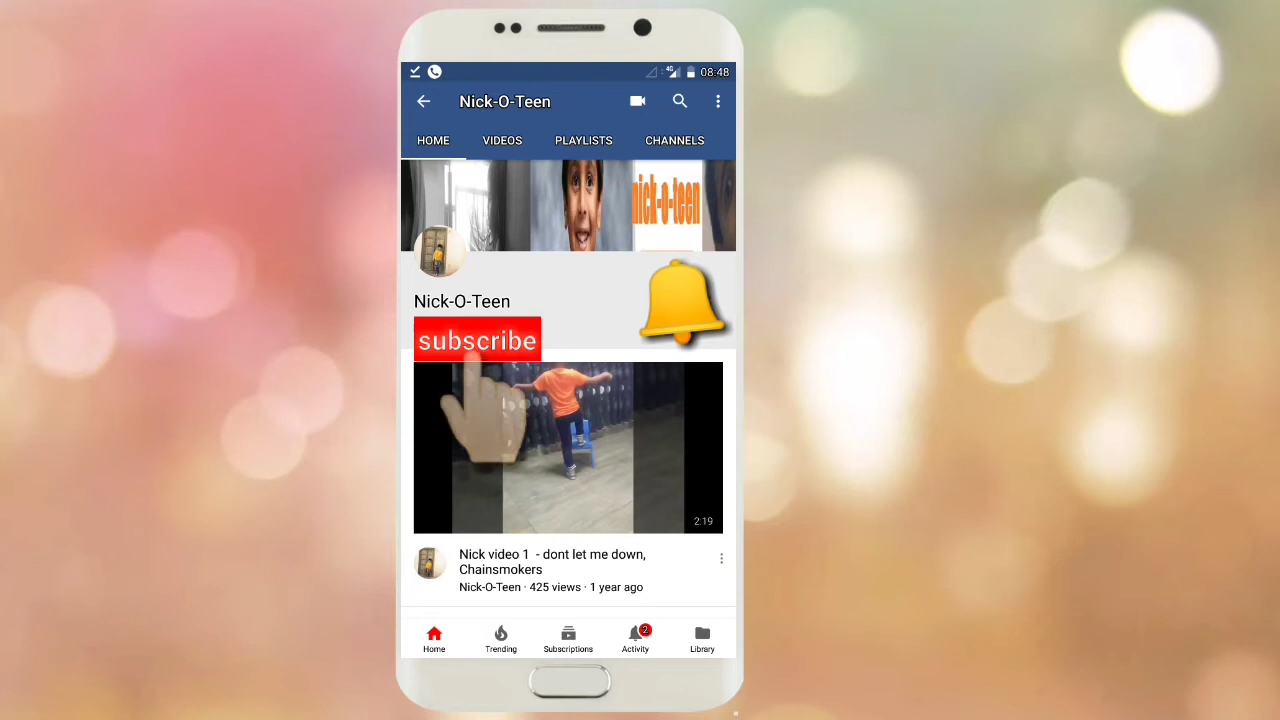 4G 08:48
Nick-O-Teen
HOME VIDEOS PLAYLISTS CHANNELS
nick-o-teen
Nick-O-Teen
subscribe
2:19
Nick video 1 - dont let me down,
Chainsmokers
Nick-O-Teen · 425 views · 1 year ago
2
Home Trending Subscriptions Activity Library